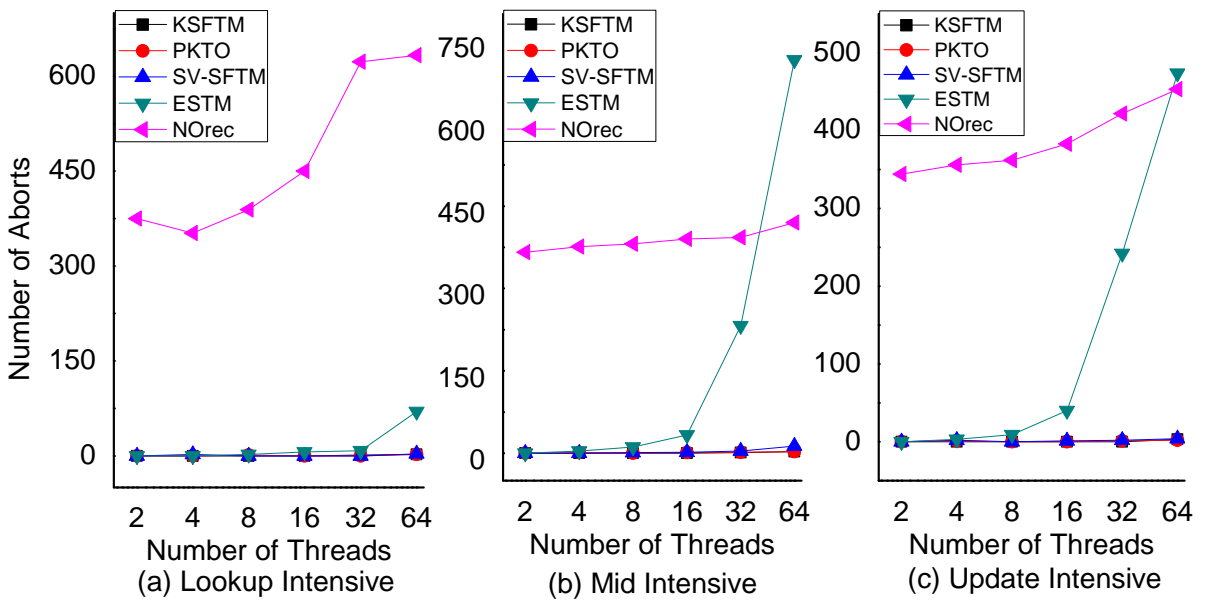 Number of Aborts
KSFTM
PKTO
SV-SFTM
ESTM
NOrec
600
450
300
150
0
2 4 8 16 32 64
Number of Threads
(a) Lookup Intensive
KSFTM
PKTO
SV-SFTM
ESTM
NOrec
750
600
450
300
150
0
2 4 8 16 32 64
Number of Threads
(b) Mid Intensive
KSFTM
PKTO
SV-SFTM
ESTM
NOrec
500
400
300
200
100
0
2 4 8 16 32 64
Number of Threads
(c) Update Intensive